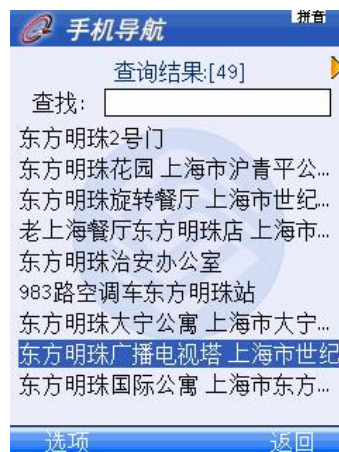 手机导航
拼音
查询结果:[49]
查找:
东方明珠2号门
东方明珠花园 上海市沪青平公...
东方明珠旋转餐厅 上海市世纪...
老上海餐厅东方明珠店 上海市...
东方明珠治安办公室
983路空调车东方明珠站
东方明珠大宁公寓 上海市大宁...
东方明珠广播电视塔 上海市世纪
东方明珠国际公寓 上海市东方...
选项
返回